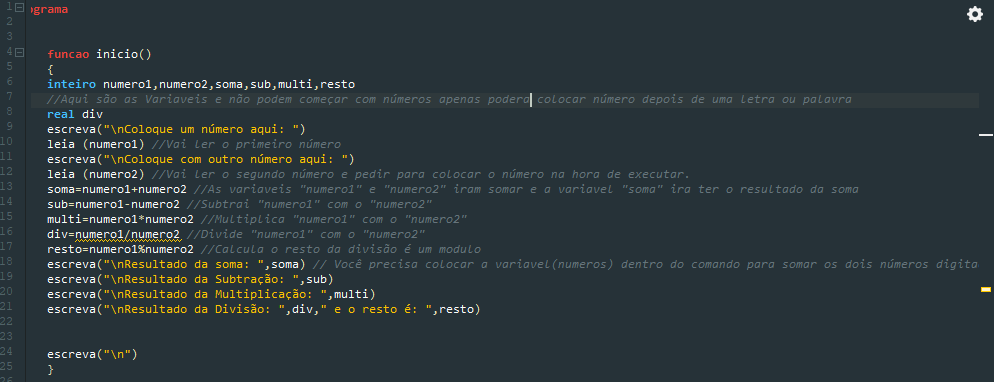 1 ograma
2
3
4 funcao inicio()
5 {
6 inteiro numero1,numero2,soma,sub,multi,resto
7 //Aqui são as Variaveis e não podem começar com números apenas podera colocar número depois de uma letra ou palavra
8 real div
9 escreva("\nColoque um número aqui: ")
10 leia (numero1) //Vai ler o primeiro número
11 escreva("\nColoque com outro número aqui: ")
12 leia (numero2) //Vai ler o segundo número e pedir para colocar o número na hora de executar.
13 soma=numero1+numero2 //As variaveis "numero1" e "numero2" iram somar e a variavel "soma" ira ter o resultado da soma
14 sub=numero1-numero2 //Subtrai "numero1" com o "numero2"
15 multi=numero1*numero2 //Multiplica "numero1" com o "numero2"
16 div=numero1/numero2 //Divide "numero1" com o "numero2"
17 resto=numero1%numero2 //Calcula o resto da divisão é um modulo
18 escreva("\nResultado da soma: ",soma) // Você precisa colocar a variavel(numeros) dentro do comando para somar os dois números digita
19 escreva("\nResultado da Subtração: ",sub)
20 escreva("\nResultado da Multiplicação: ",multi)
21 escreva("\nResultado da Divisão: ",div," e o resto é: ",resto)
22
23
24 escreva("\n")
25 }
26